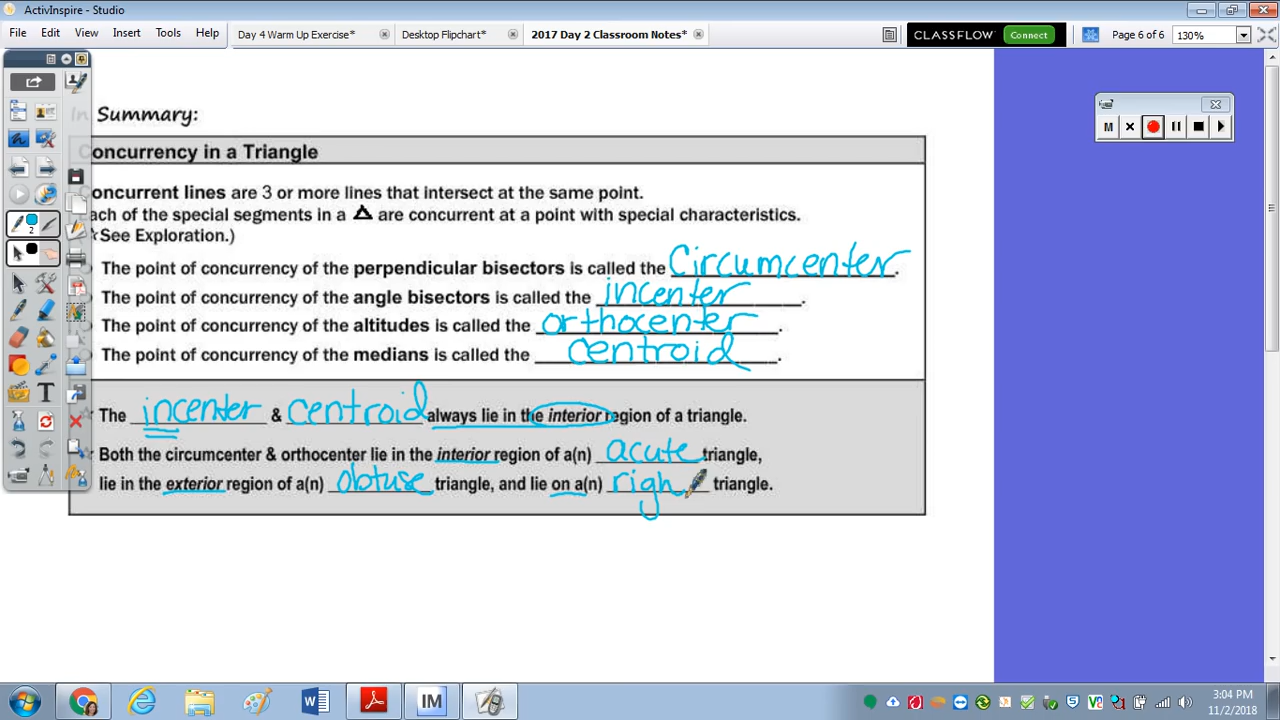 ActivInspire - Studio
File Edit View Insert Tools Help Day 4 Warm Up Exercise* Desktop Flipchart* 2017 Day 2 Classroom Notes* CLASSFLOW Connect Page 6 of 6 130%
In Summary:
M
oncurrency in a Triangle
oncurrent lines are 3 or more lines that intersect at the same point.
ach of the special segments in a △ are concurrent at a point with special characteristics.
See Exploration.)
The point of concurrency of the perpendicular bisectors is called the Circumcenter.
The point of concurrency of the angle bisectors is called the incenter.
The point of concurrency of the altitudes is called the orthocenter.
The point of concurrency of the medians is called the centroid.
The incenter & centroid always lie in the interior region of a triangle.
Both the circumcenter & orthocenter lie in the interior region of a(n) acute triangle,
lie in the exterior region of a(n) obtuse triangle, and lie on a(n) righ triangle.
2
T
IM
3:04 PM
11/2/2018